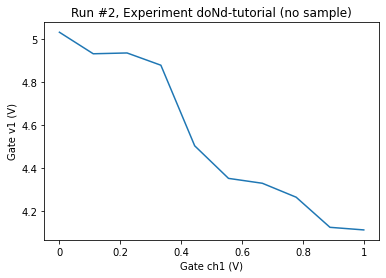 Run #2, Experiment doNd-tutorial (no sample)
5
4.8
4.6
4.4
4.2
Gate v1 (V)
0 0.2 0.4 0.6 0.8 1
Gate ch1 (V)